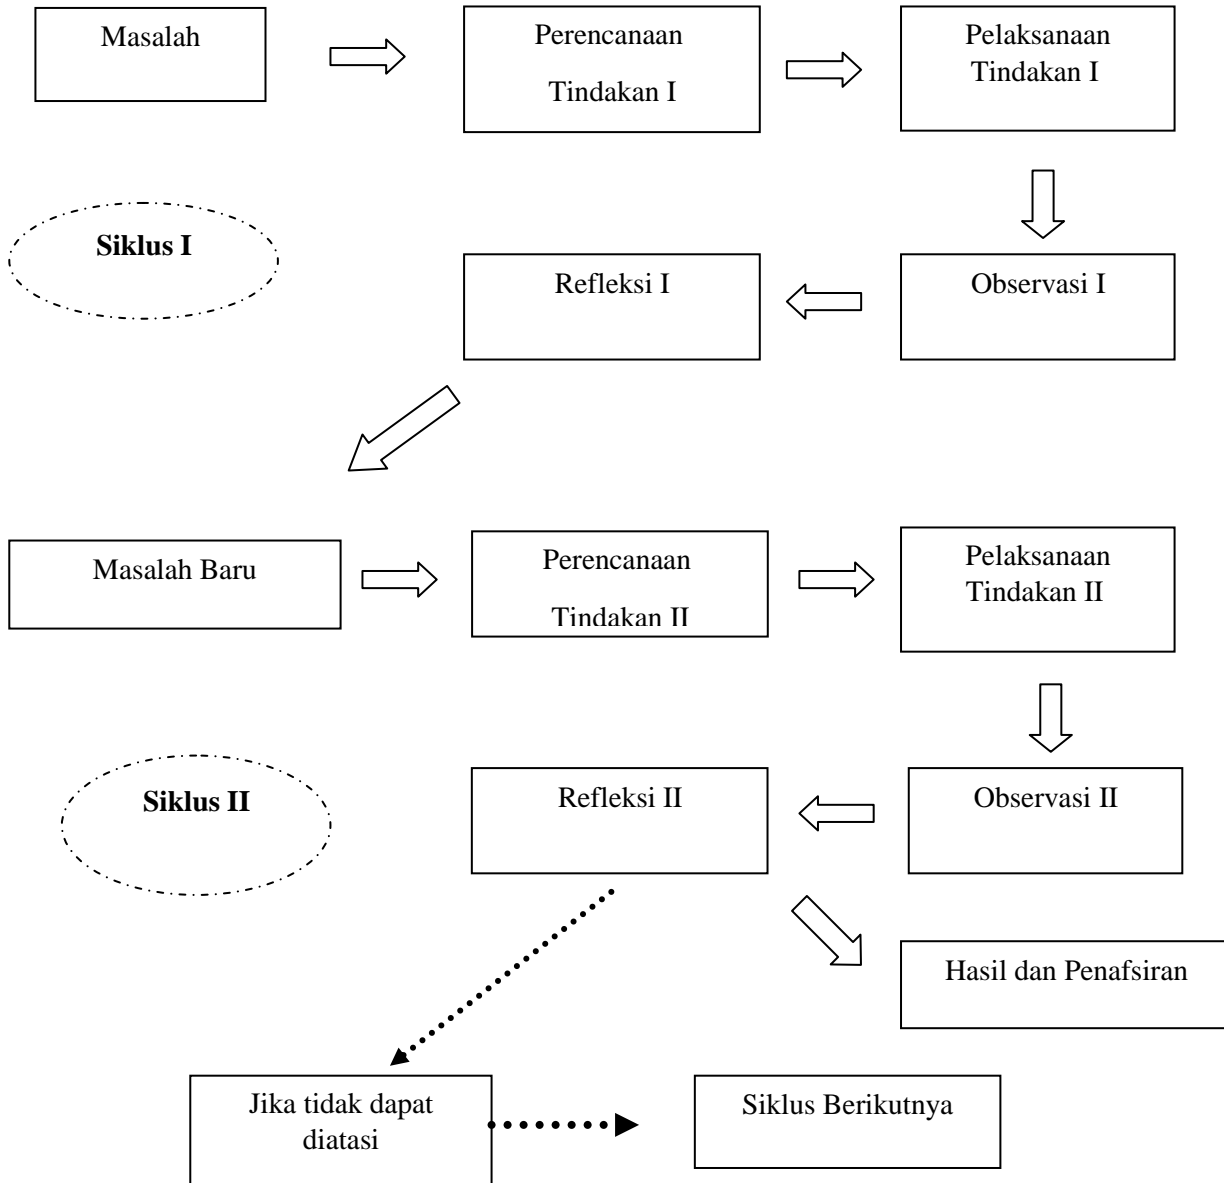 Masalah
Perencanaan
Tindakan I
Pelaksanaan
Tindakan I
Siklus I
Refleksi I
Observasi I
Masalah Baru
Perencanaan
Tindakan II
Pelaksanaan
Tindakan II
Siklus II
Refleksi II
Observasi II
Hasil dan Penafsiran
Jika tidak dapat
diatasi
Siklus Berikutnya